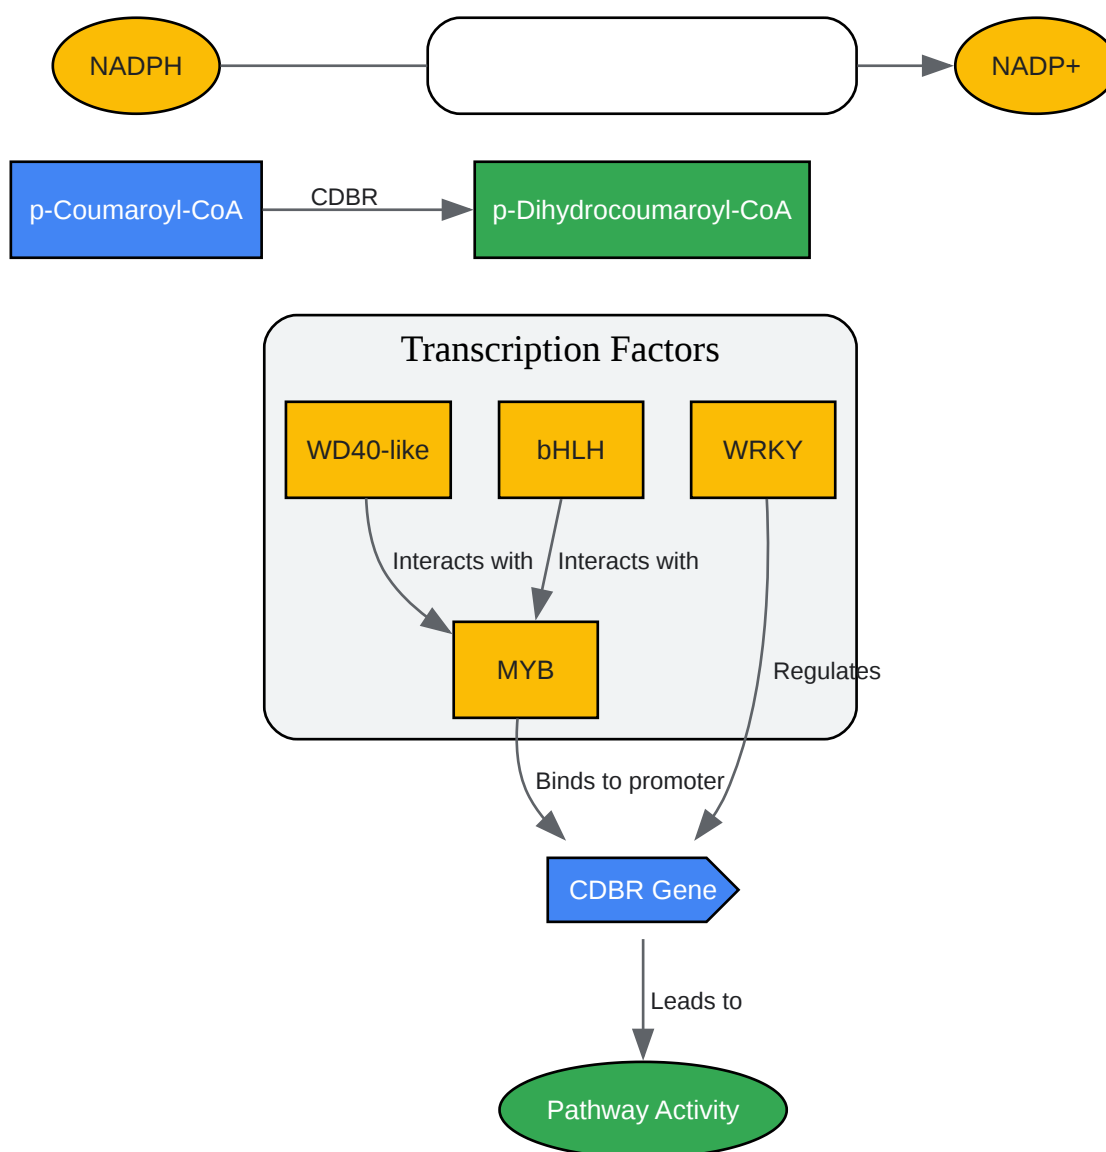 NADPH
NADP+
p-Coumaroyl-CoA
CDBR
p-Dihydrocoumaroyl-CoA
Transcription Factors
WD40-like
bHLH
WRKY
Interacts with
Interacts with
MYB
Regulates
Binds to promoter
CDBR Gene
Leads to
Pathway Activity